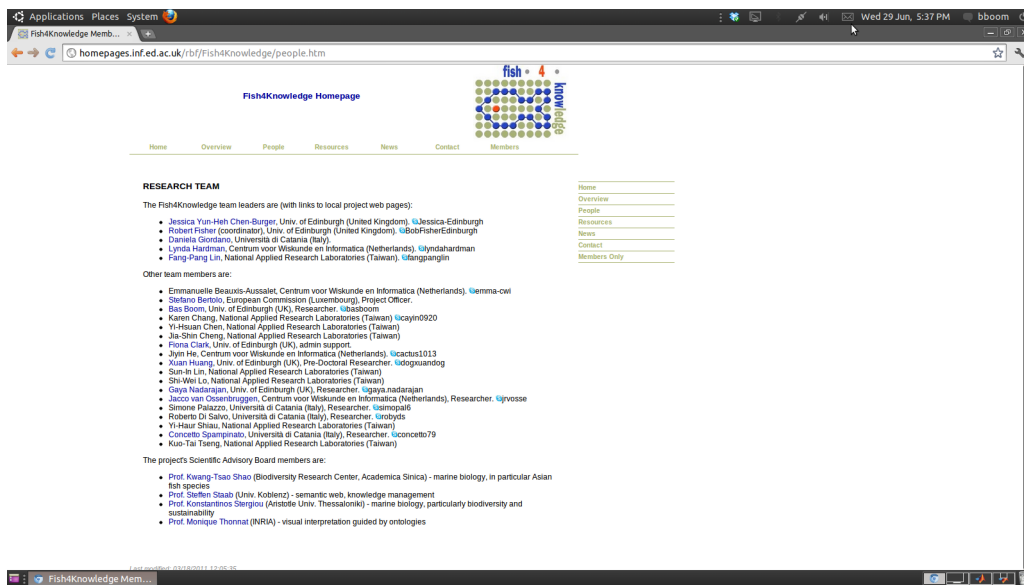 Applications Places System
Wed 29 Jun, 5:37 PM bboom
Fish4Knowledge Memb...
homepages.inf.ed.ac.uk/rbf/Fish4Knowledge/people.htm
fish 4
knowledge
Fish4Knowledge Homepage
Home Overview People Resources News Contact Members
RESEARCH TEAM
The Fish4Knowledge team leaders are (with links to local project web pages):
Jessica Yun-Heh Chen-Burger, Univ. of Edinburgh (United Kingdom). Jessica-Edinburgh
Robert Fisher (coordinator), Univ. of Edinburgh (United Kingdom). BobFisherEdinburgh
Daniela Giordano, Università di Catania (Italy).
Lynda Hardman, Centrum voor Wiskunde en Informatica (Netherlands). lyndahardman
Fang-Pang Lin, National Applied Research Laboratories (Taiwan). fangpanglin
Other team members are:
Emmanuelle Beauxis-Aussalet, Centrum voor Wiskunde en Informatica (Netherlands). emma-cwi
Stefano Bertolo, European Commission (Luxembourg), Project Officer.
Bas Boom, Univ. of Edinburgh (UK), Researcher. basboom
Karen Chang, National Applied Research Laboratories (Taiwan) cayin0920
Yi-Hsuan Chen, National Applied Research Laboratories (Taiwan)
Jia-Shin Cheng, National Applied Research Laboratories (Taiwan)
Fiona Clark, Univ. of Edinburgh (UK), admin support.
Jiyin He, Centrum voor Wiskunde en Informatica (Netherlands). cactus1013
Xuan Huang, Univ. of Edinburgh (UK), Pre-Doctoral Researcher. dogxuandog
Sun-In Lin, National Applied Research Laboratories (Taiwan)
Shi-Wei Lo, National Applied Research Laboratories (Taiwan)
Gaya Nadarajan, Univ. of Edinburgh (UK), Researcher. gaya.nadarajan
Jacco van Ossenbruggen, Centrum voor Wiskunde en Informatica (Netherlands), Researcher. jrvosse
Simone Palazzo, Università di Catania (Italy), Researcher. simopal6
Roberto Di Salvo, Università di Catania (Italy), Researcher. robyds
Yi-Haur Shiau, National Applied Research Laboratories (Taiwan)
Concetto Spampinato, Università di Catania (Italy), Researcher. concetto79
Kuo-Tai Tseng, National Applied Research Laboratories (Taiwan)
The project's Scientific Advisory Board members are:
Prof. Kwang-Tsao Shao (Biodiversity Research Center, Academica Sinica) - marine biology, in particular Asian
fish species
Prof. Steffen Staab (Univ. Koblenz) - semantic web, knowledge management
Prof. Konstantinos Stergiou (Aristotle Univ. Thessaloniki) - marine biology, particularly biodiversity and
sustainability
Prof. Monique Thonnat (INRIA) - visual interpretation guided by ontologies
Home
Overview
People
Resources
News
Contact
Members Only
Last modified: 03/18/2011 12:05:35
Fish4Knowledge Mem...